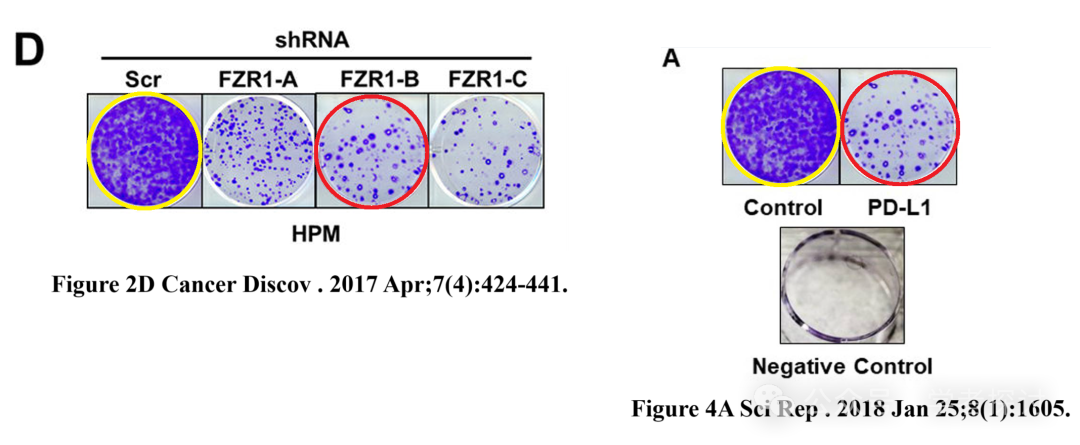 D
shRNA
Scr FZR1-A FZR1-B FZR1-C
HPM
Figure 2D Cancer Discov . 2017 Apr;7(4):424-441.
A
Control PD-L1
Negative Control
Figure 4A Sci Rep . 2018 Jan 25;8(1):1605.